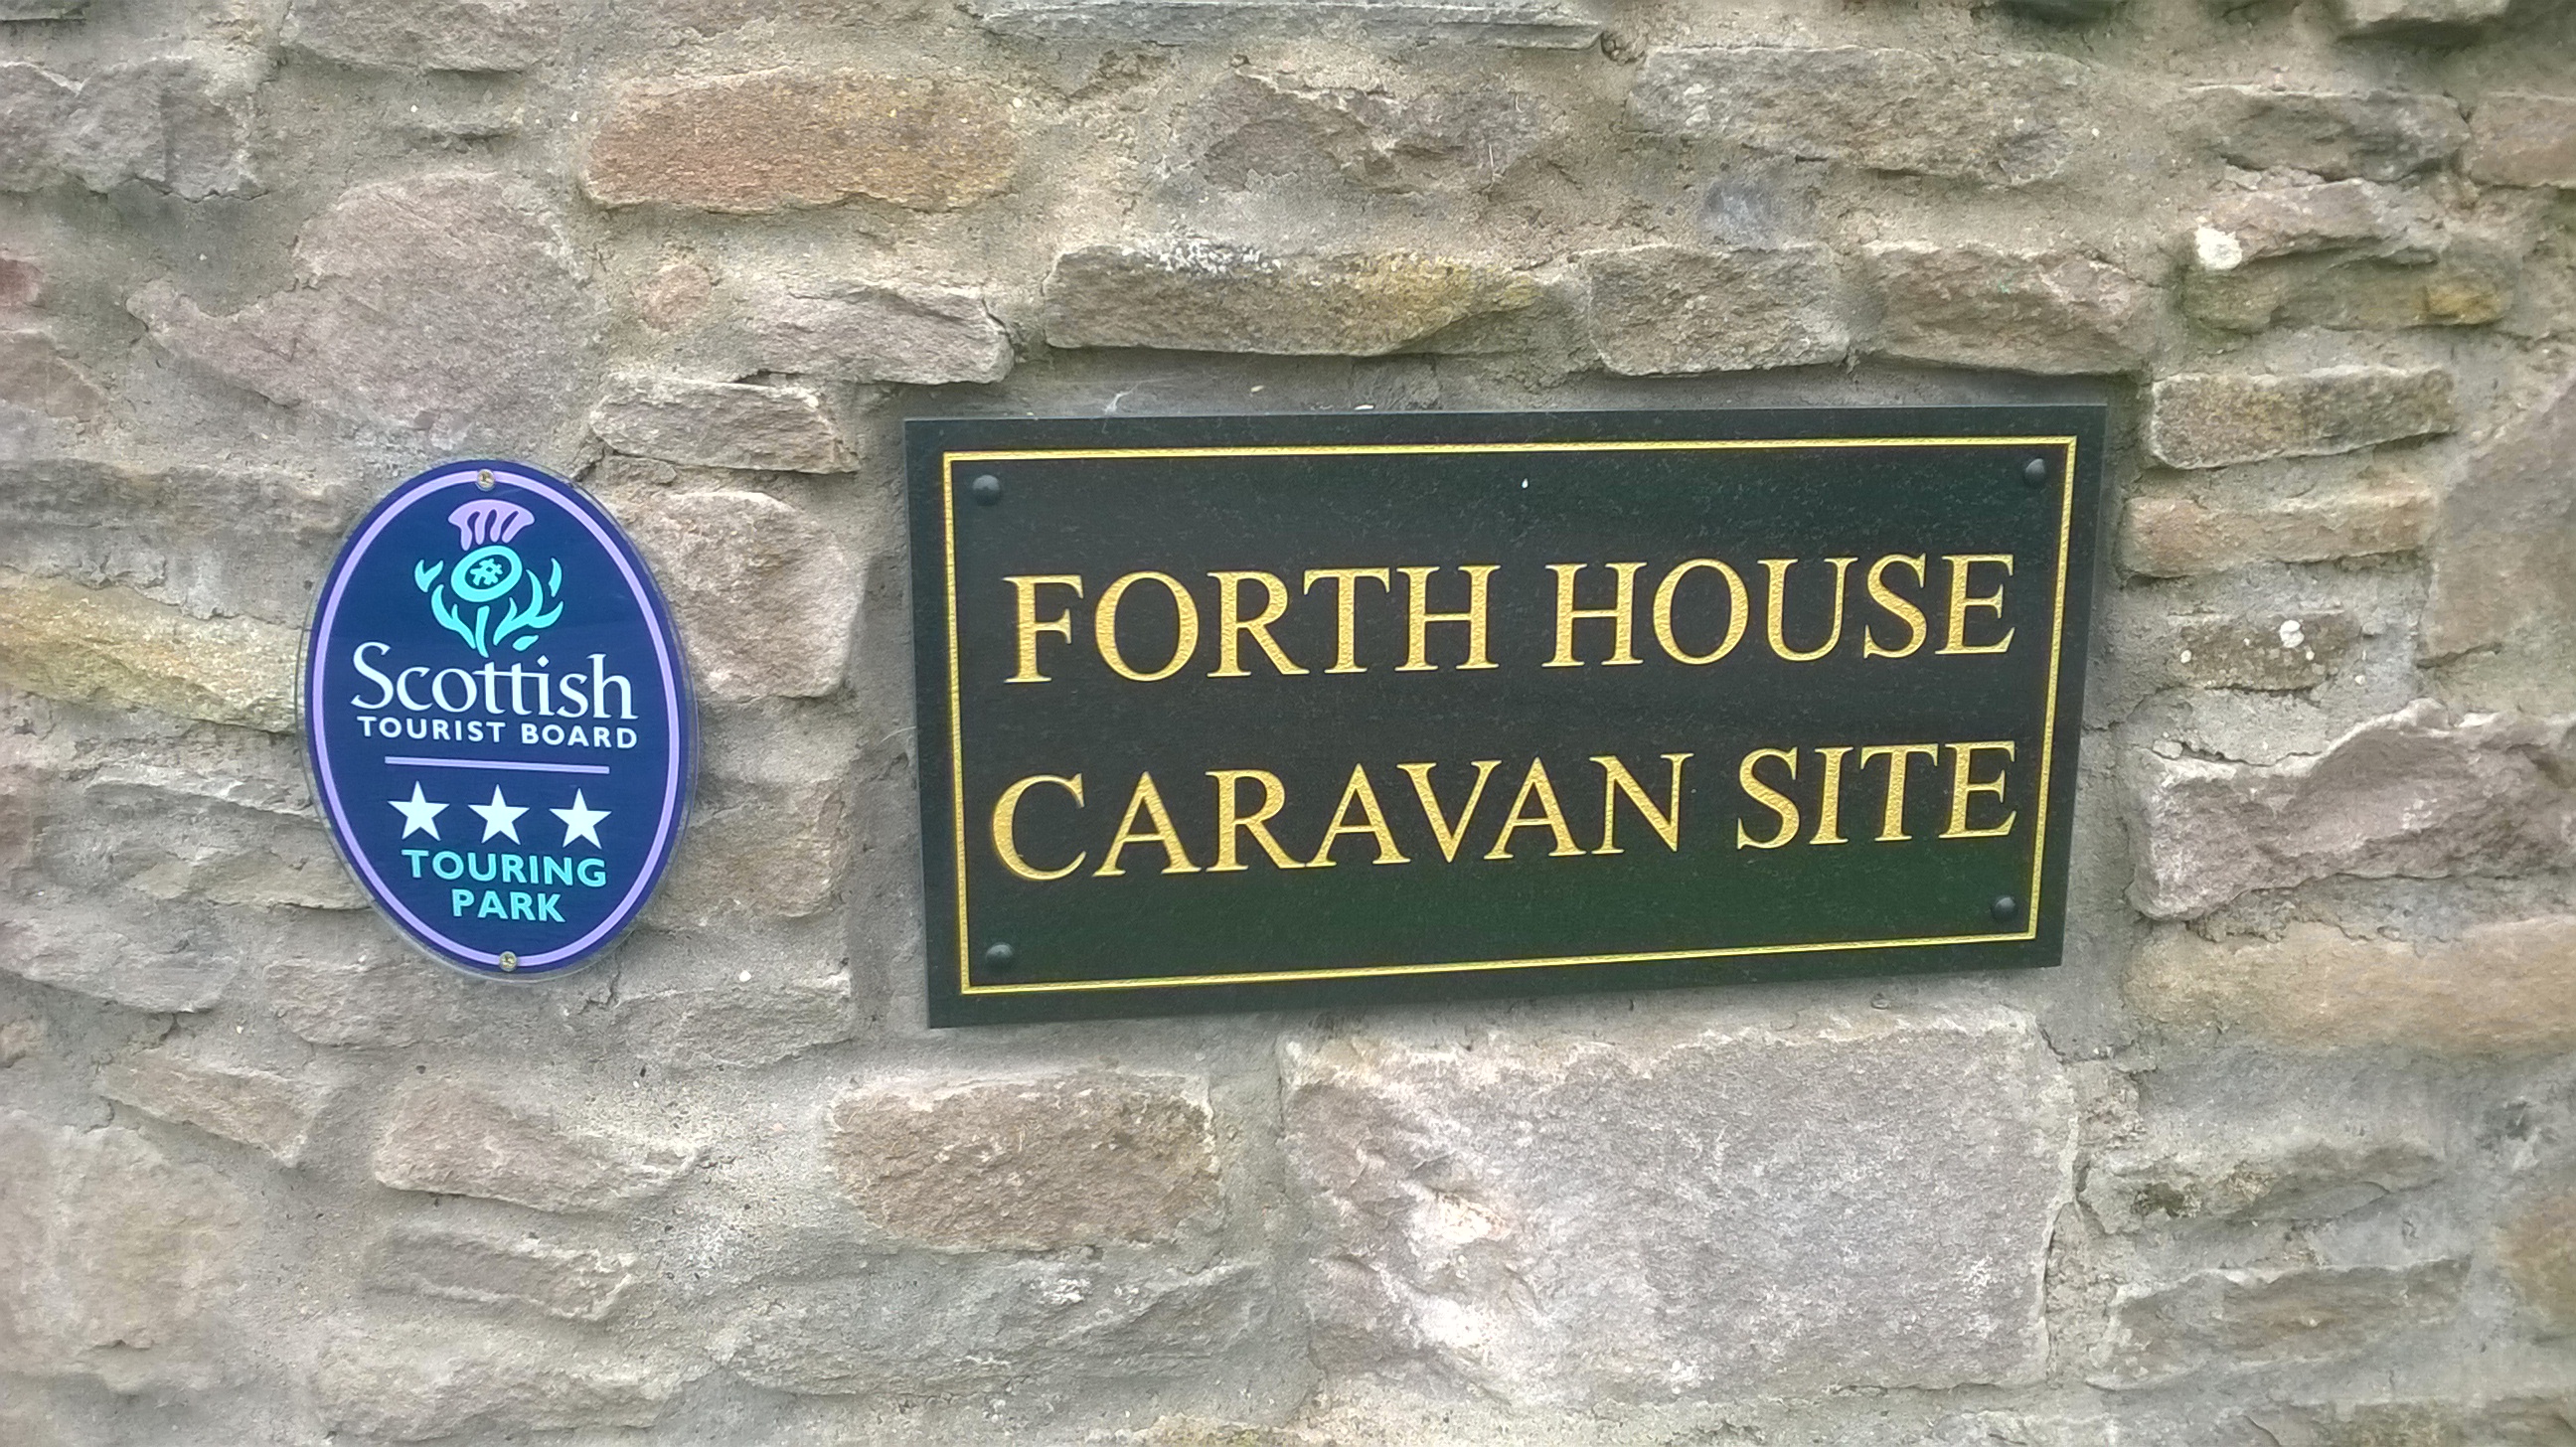 Scottish
TOURIST BOARD
TOURING
PARK
FORTH HOUSE
CARAVAN SITE